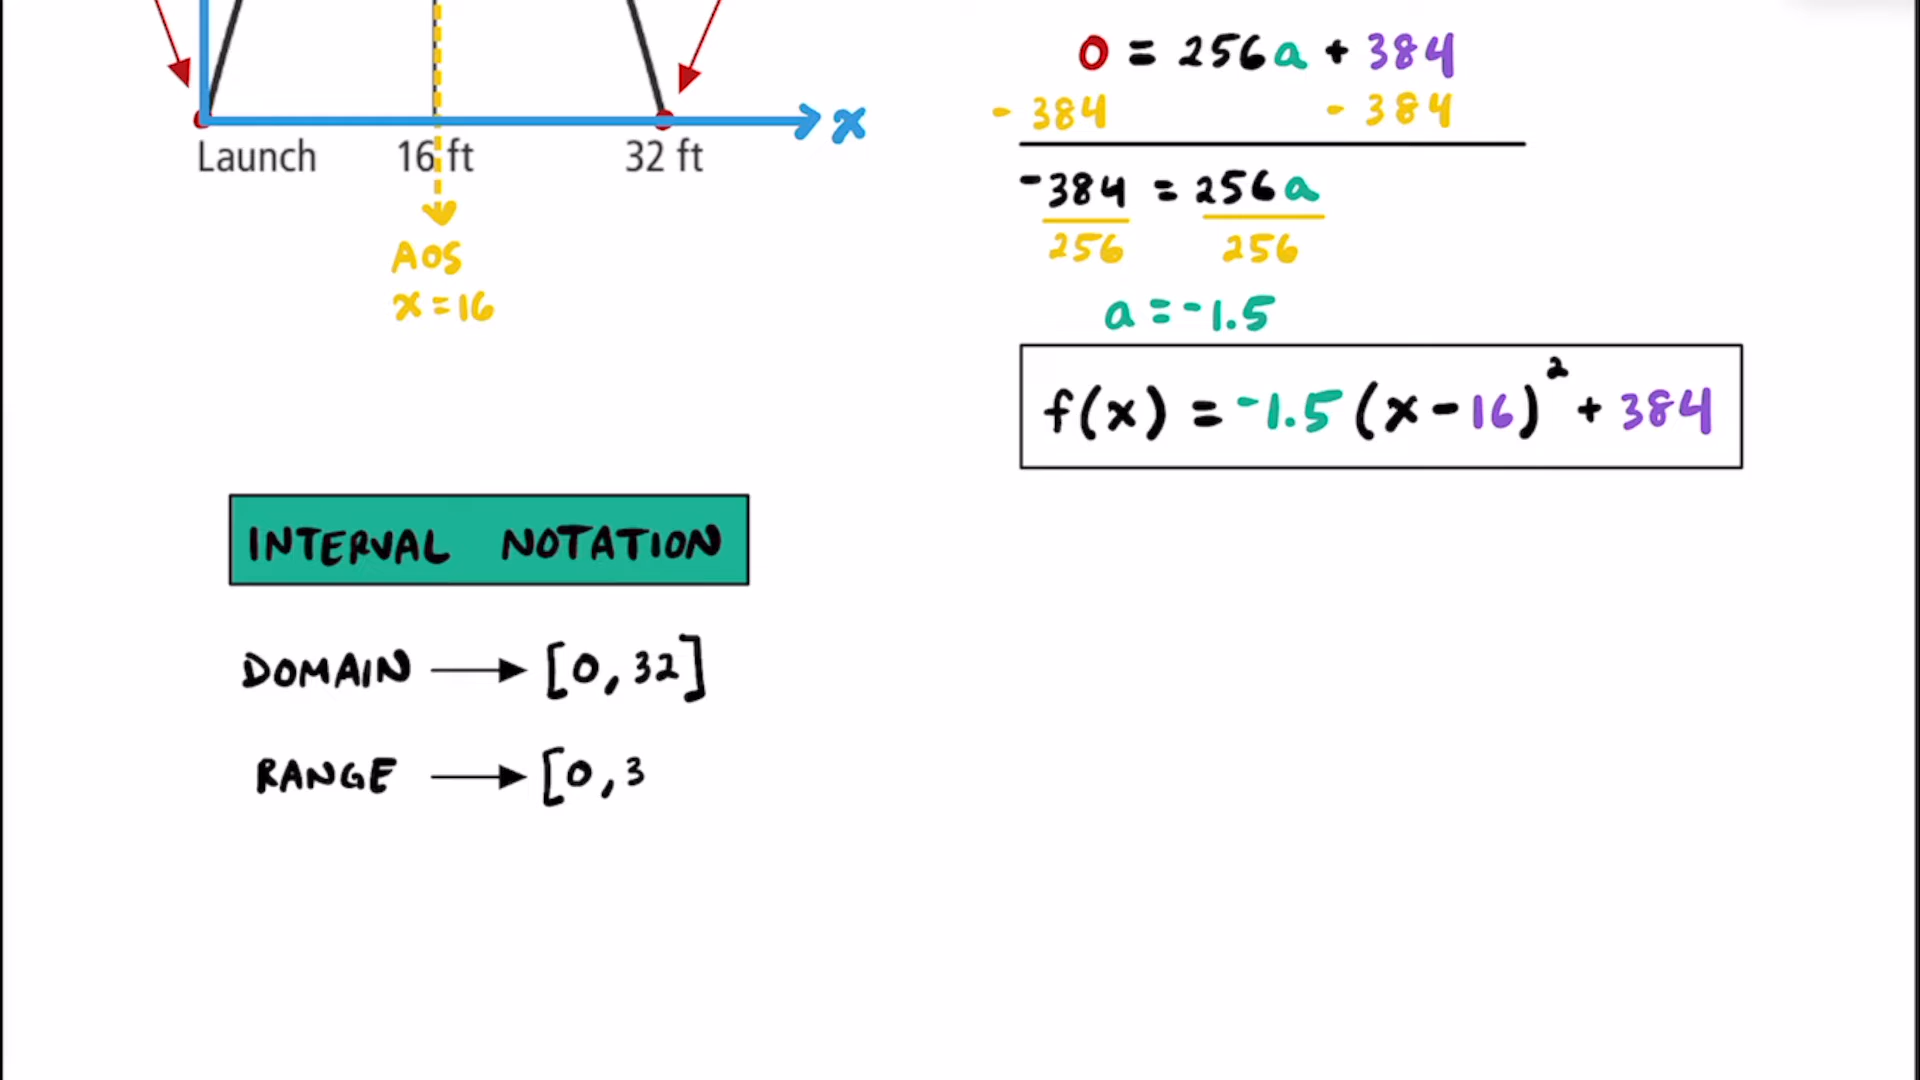 x
Launch 16 ft 32 ft
AOS
x = 16
0 = 256a + 384
- 384 - 384
-384 = 256a
256 256
a = -1.5
f(x) = -1.5(x-16)² + 384
INTERVAL NOTATION
DOMAIN → [0, 32]
RANGE → [0, 3